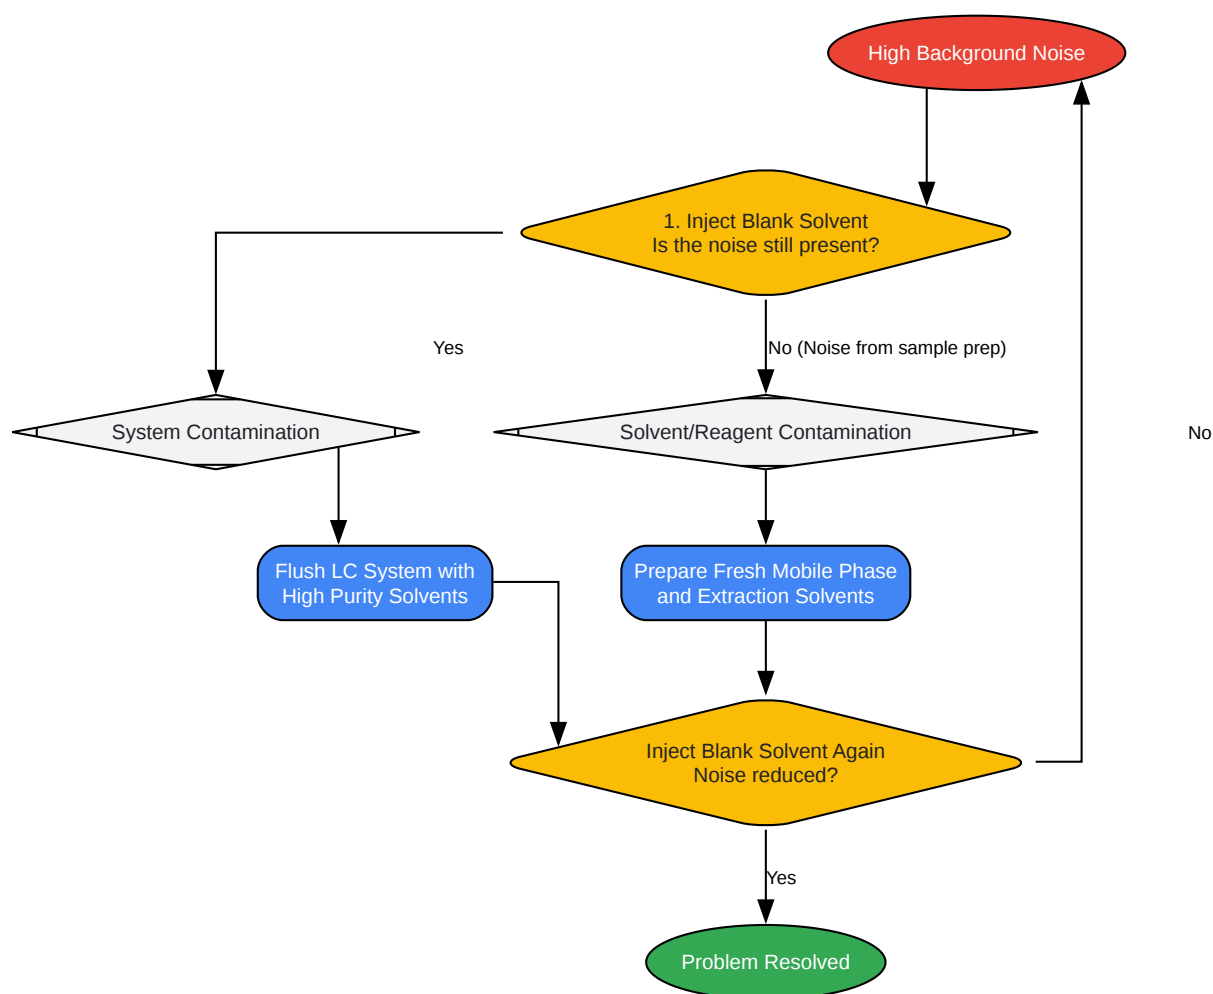 High Background Noise
1. Inject Blank Solvent
Is the noise still present?
Yes
No (Noise from sample prep)
System Contamination
Solvent/Reagent Contamination
No
Flush LC System with
High Purity Solvents
Prepare Fresh Mobile Phase
and Extraction Solvents
Inject Blank Solvent Again
Noise reduced?
Yes
Problem Resolved